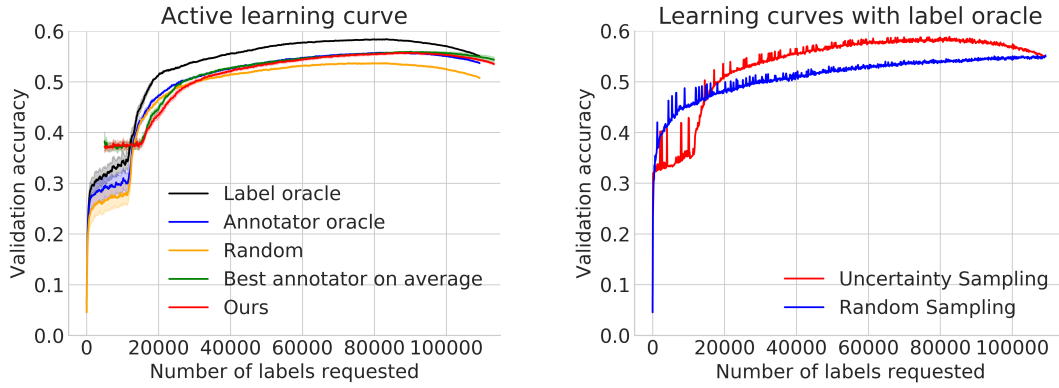 Active learning curve
0.6
0.5
0.4
0.3
0.2
0.1
0.0
Validation accuracy
Label oracle
Annotator oracle
Random
Best annotator on average
Ours
0 20000 40000 60000 80000 100000
Number of labels requested
Learning curves with label oracle
0.6
0.5
0.4
0.3
0.2
0.1
0.0
Validation accuracy
Uncertainty Sampling
Random Sampling
0 20000 40000 60000 80000 100000
Number of labels requested